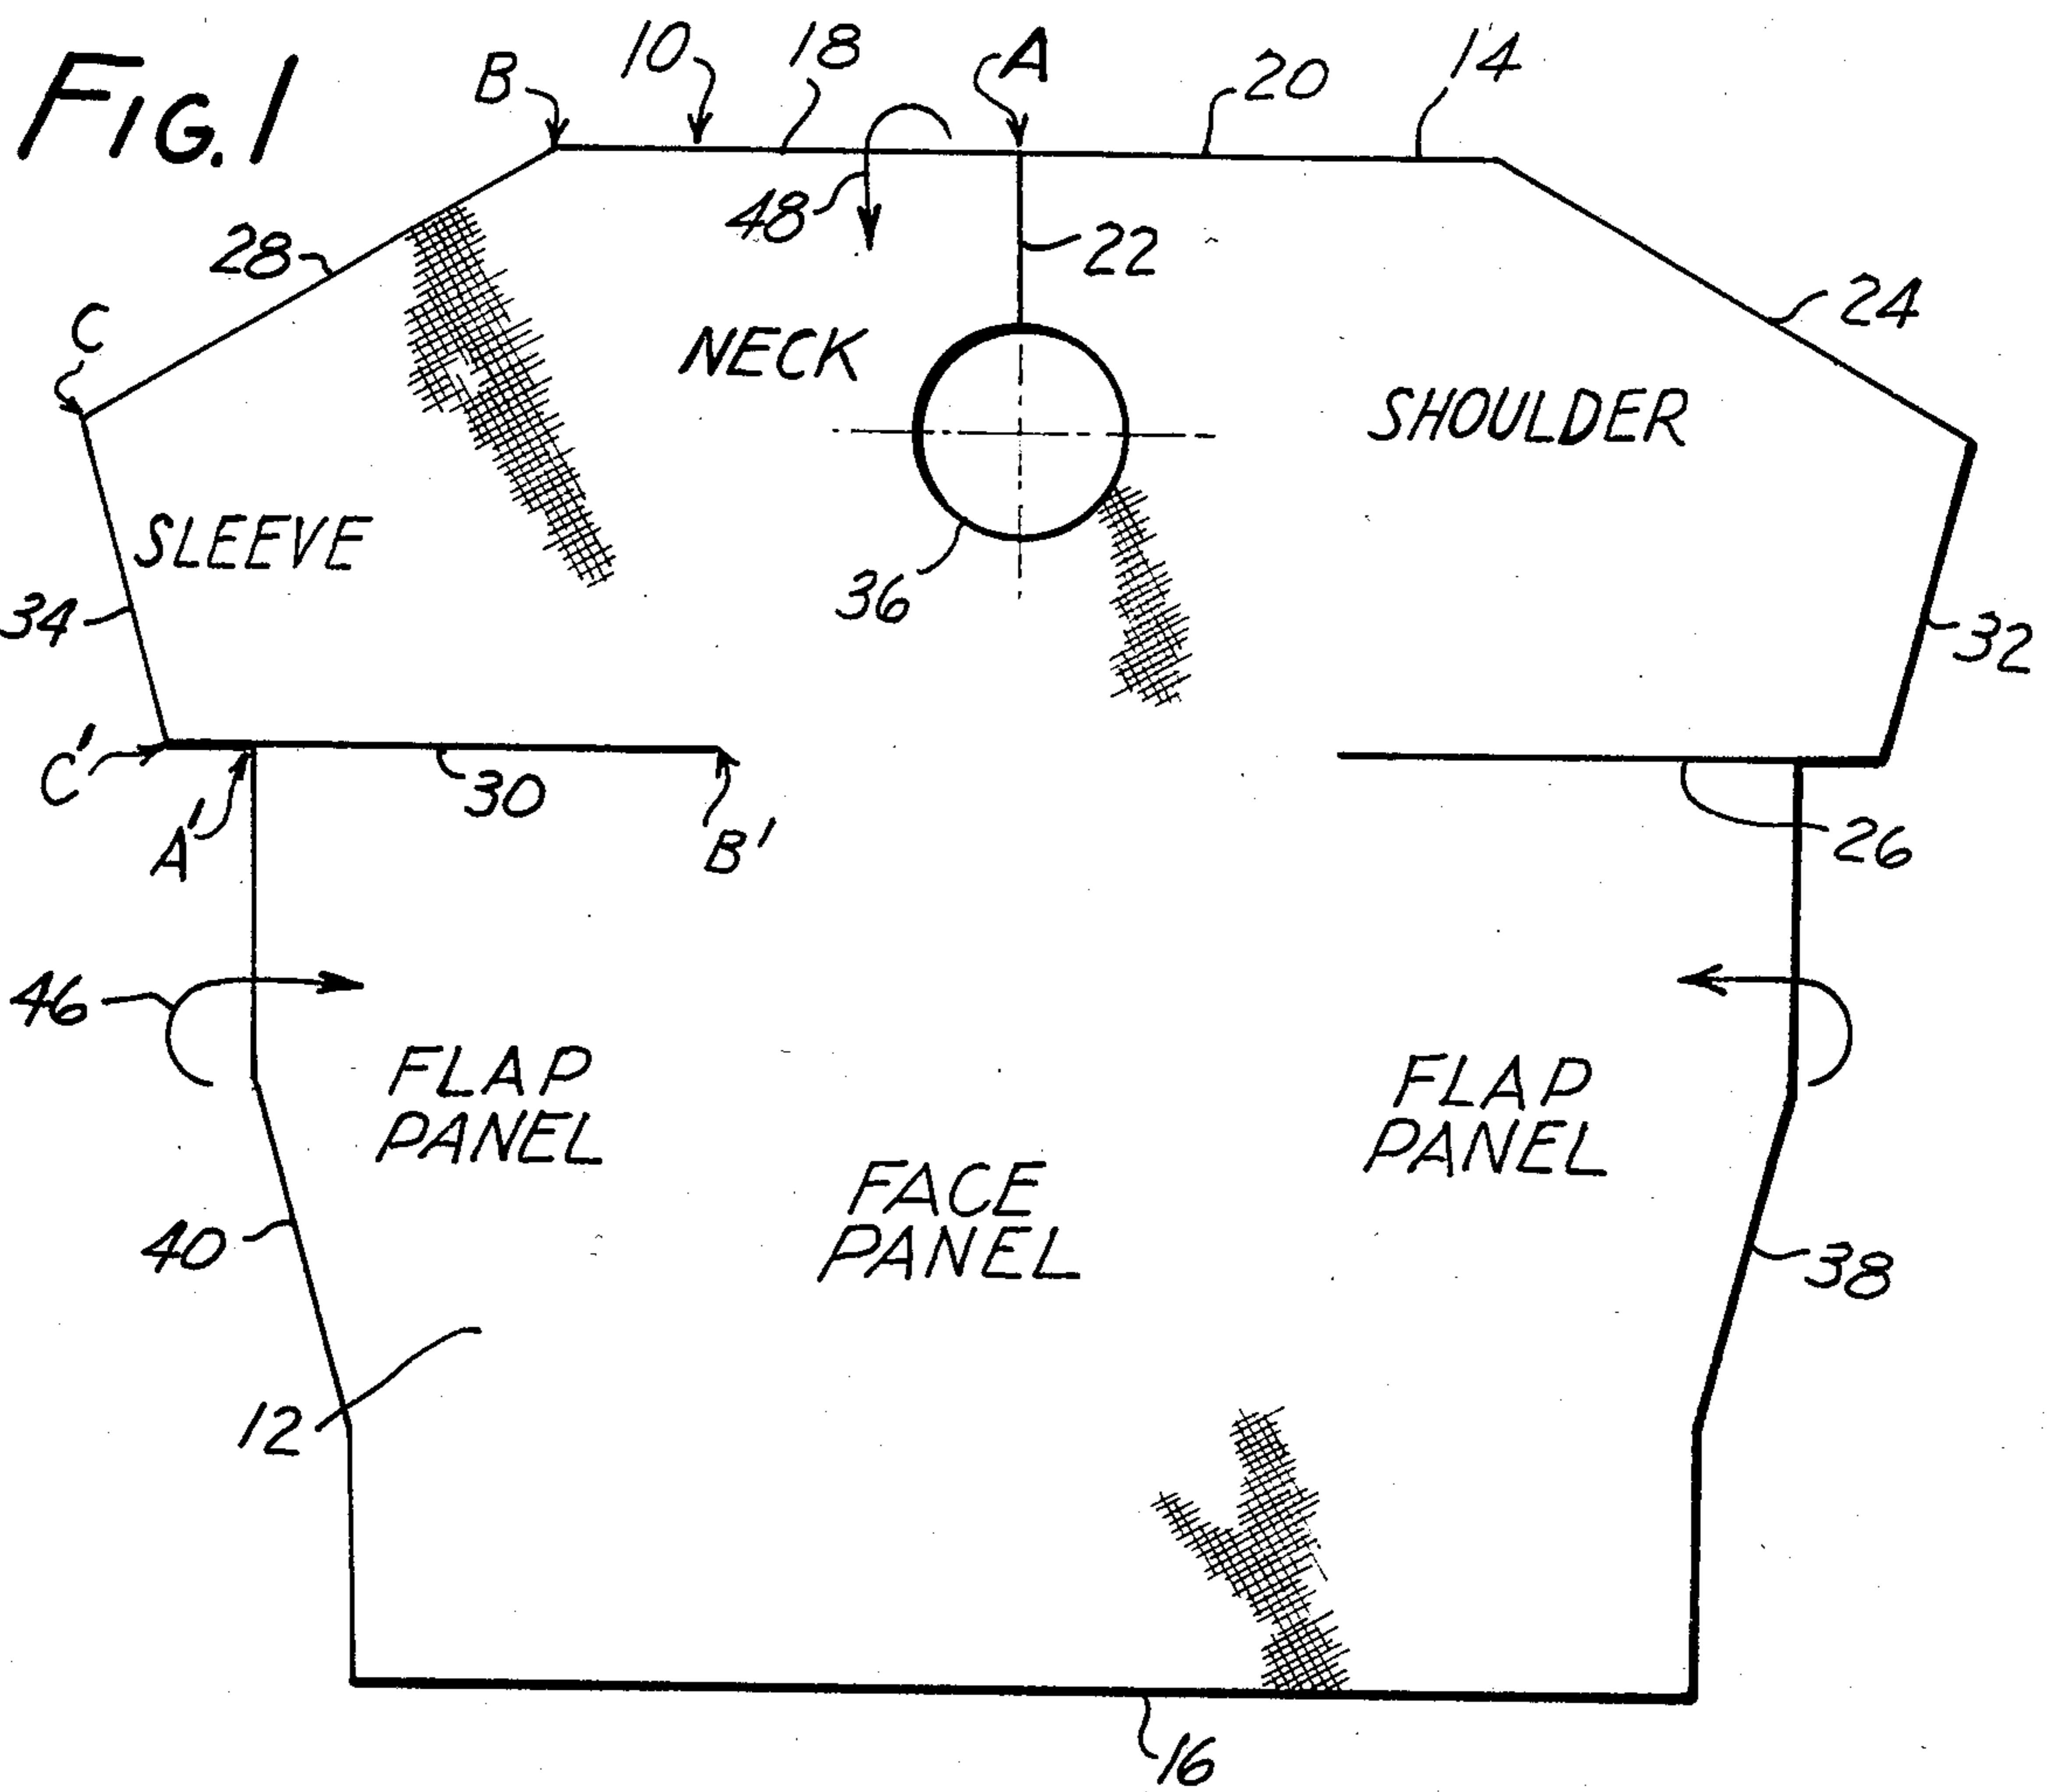 FIG.1
B
10
18
A
20
14
48
22
28
24
C
NECK
SHOULDER
SLEEVE
36
34
32
C'
A'
30
B'
26
46
FLAP
PANEL
FLAP
PANEL
FACE
PANEL
40
38
12
16